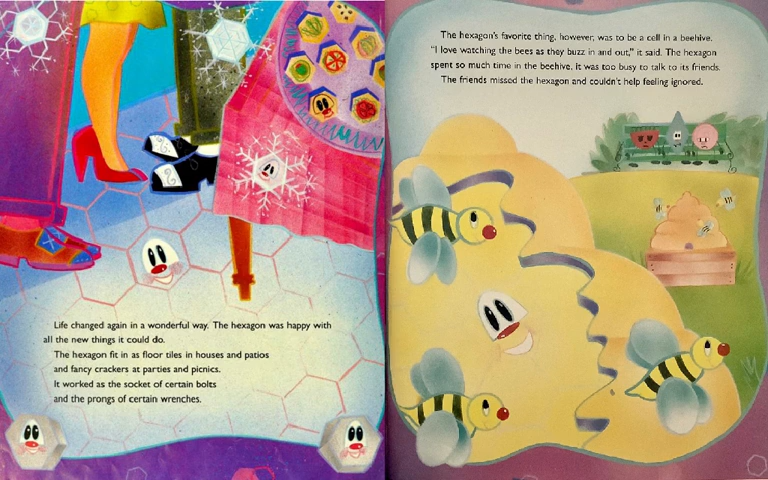 Life changed again in a wonderful way. The hexagon was happy with
all the new things it could do.
The hexagon fit in as floor tiles in houses and patios
and fancy crackers at parties and picnics.
It worked as the socket of certain bolts
and the prongs of certain wrenches.
The hexagon's favorite thing, however, was to be a cell in a beehive.
"I love watching the bees as they buzz in and out," it said. The hexagon
spent so much time in the beehive, it was too busy to talk to its friends.
The friends missed the hexagon and couldn't help feeling ignored.